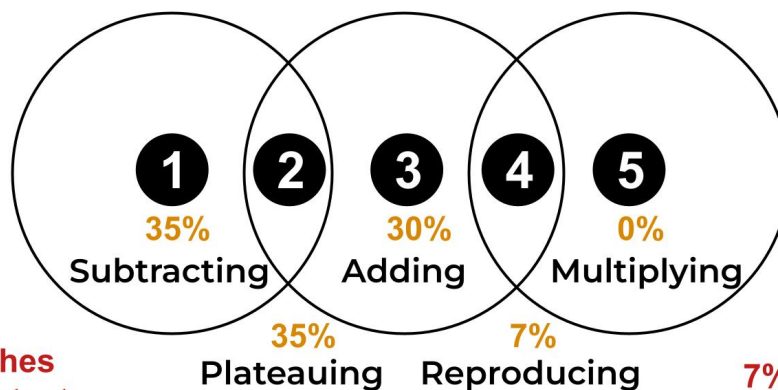 1 2 3 4 5
35% 30% 0%
Subtracting Adding Multiplying
35% 7%
hes 7%
Plateauing Reproducing